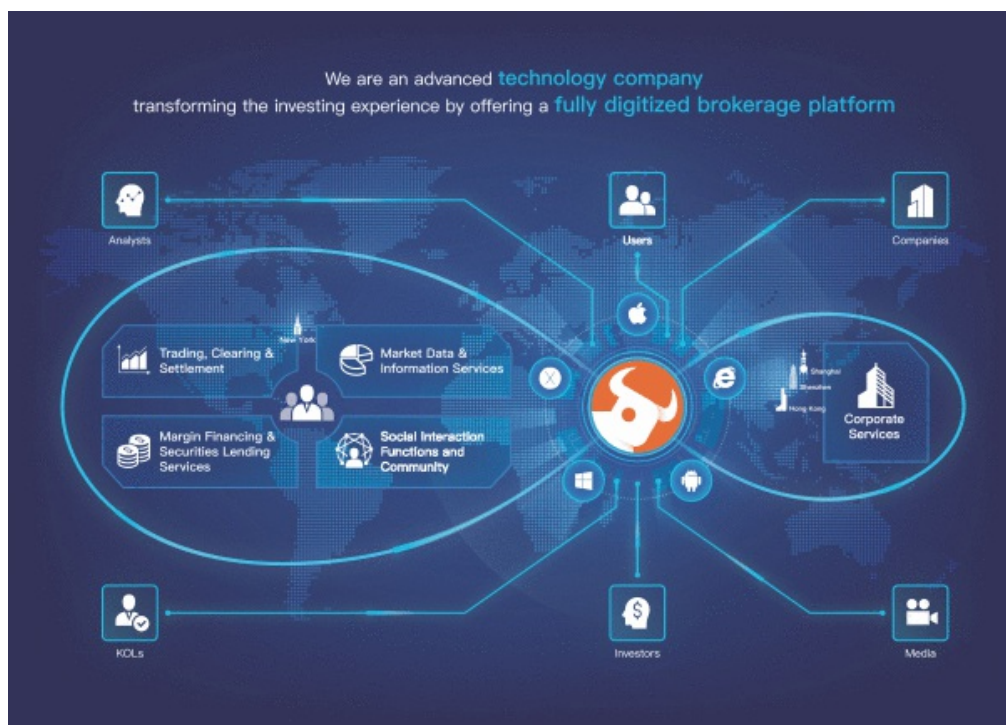 We are an advanced technology company
transforming the investing experience by offering a fully digitized brokerage platform
Analysts
Users
Companies
New York
Trading, Clearing &
Settlement
Market Data &
Information Services
Margin Financing &
Securities Lending
Services
Social Interaction
Functions and
Community
Shanghai
Shenzhen
Hong Kong
Corporate
Services
KOLs
Investors
Media